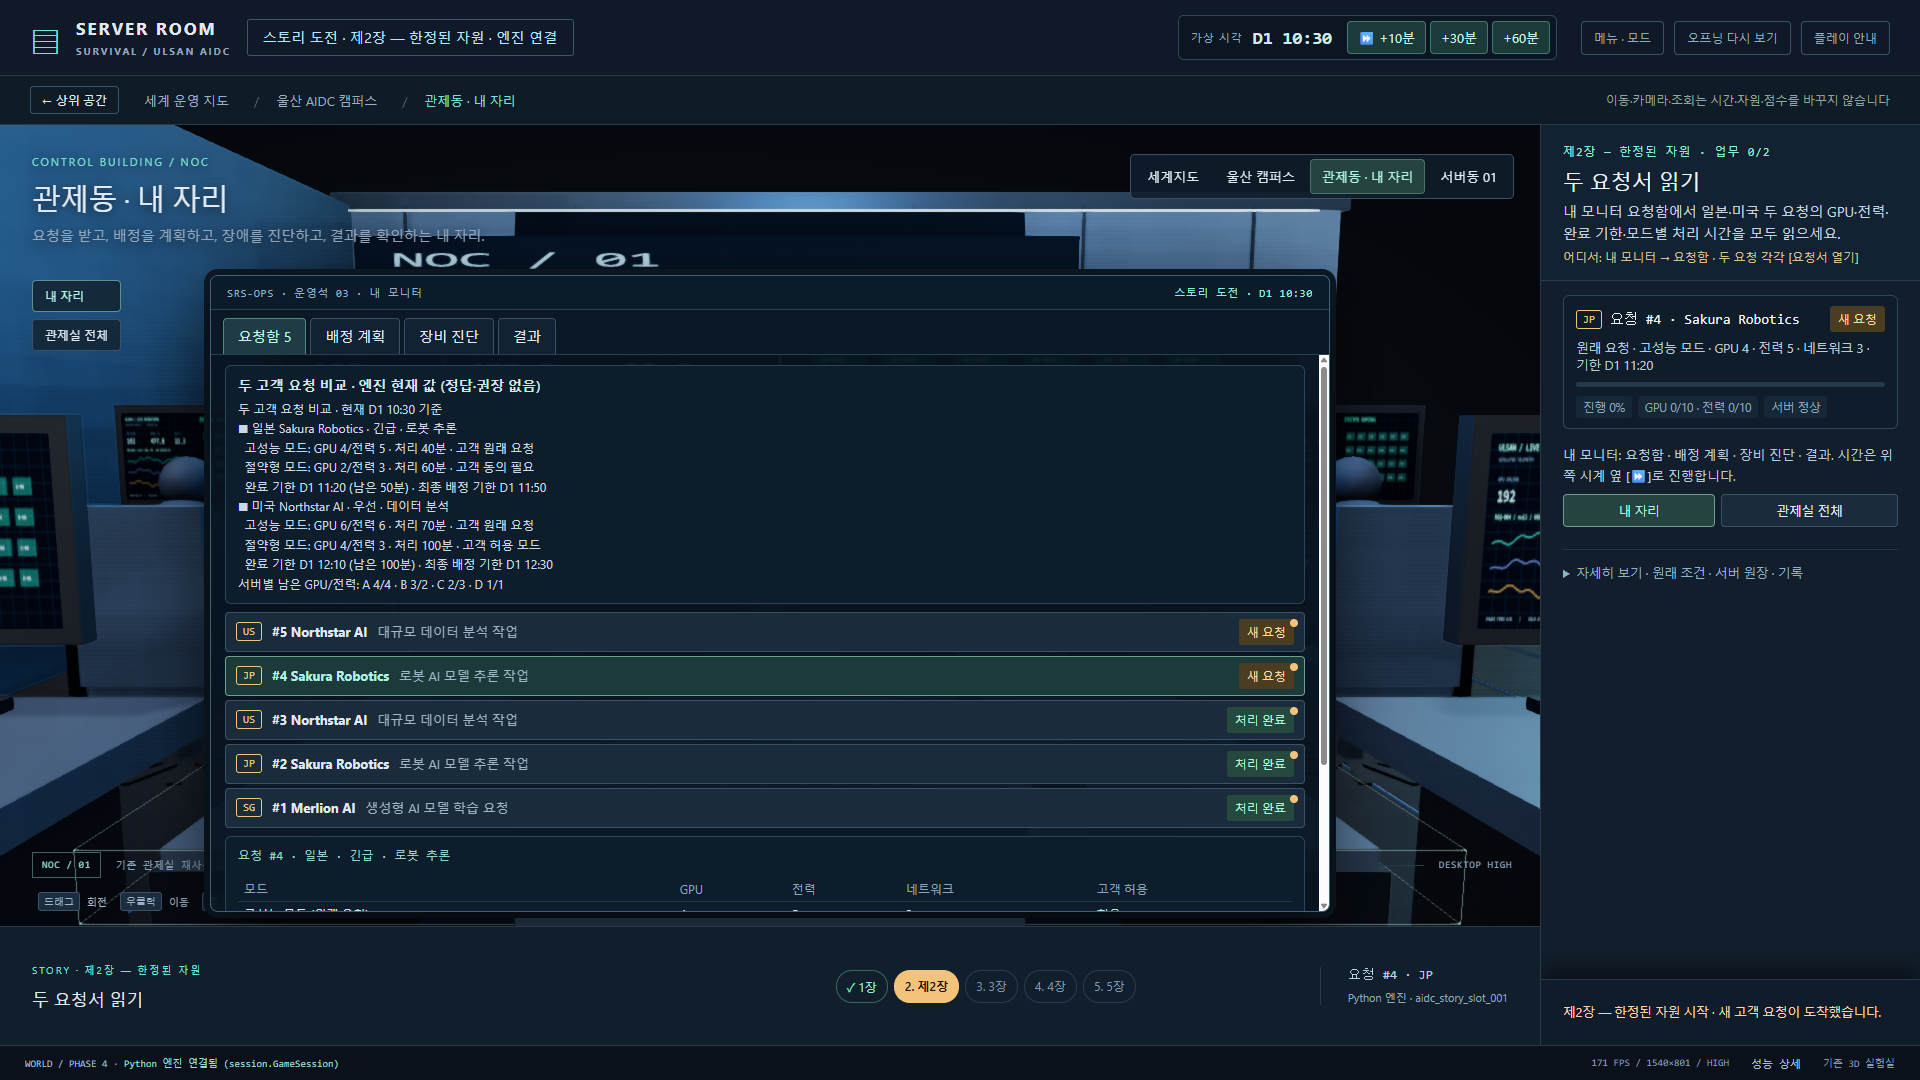 SERVER ROOM
SURVIVAL / ULSAN AIDC
스토리 도전 · 제2장 — 한정된 자원 · 엔진 연결
가상 시각 D1 10:30
⏩ +10분 +30분 +60분
메뉴 · 모드
오프닝 다시 보기
플레이 안내
← 상위 공간
세계 운영 지도 / 울산 AIDC 캠퍼스 / 관제동 · 내 자리
이동·카메라·조회는 시간·자원·점수를 바꾸지 않습니다
CONTROL BUILDING / NOC
관제동 · 내 자리
요청을 받고, 배정을 계획하고, 장애를 진단하고, 결과를 확인하는 내 자리.
세계지도 울산 캠퍼스 관제동 · 내 자리 서버동 01
내 자리
관제실 전체
NOC / 01
SRS-OPS · 운영석 03 · 내 모니터
스토리 도전 · D1 10:30
요청함 5 배정 계획 장비 진단 결과
두 고객 요청 비교 · 엔진 현재 값 (정답·권장 없음)
두 고객 요청 비교 · 현재 D1 10:30 기준
■ 일본 Sakura Robotics · 긴급 · 로봇 추론
고성능 모드: GPU 4/전력 5 · 처리 40분 · 고객 원래 요청
절약형 모드: GPU 2/전력 3 · 처리 60분 · 고객 동의 필요
완료 기한 D1 11:20 (남은 50분) · 최종 배정 기한 D1 11:50
■ 미국 Northstar AI · 우선 · 데이터 분석
고성능 모드: GPU 6/전력 6 · 처리 70분 · 고객 원래 요청
절약형 모드: GPU 4/전력 3 · 처리 100분 · 고객 허용 모드
완료 기한 D1 12:10 (남은 100분) · 최종 배정 기한 D1 12:30
서버별 남은 GPU/전력: A 4/4 · B 3/2 · C 2/3 · D 1/1
US #5 Northstar AI 대규모 데이터 분석 작업 새 요청
JP #4 Sakura Robotics 로봇 AI 모델 추론 작업 새 요청
US #3 Northstar AI 대규모 데이터 분석 작업 처리 완료
JP #2 Sakura Robotics 로봇 AI 모델 추론 작업 처리 완료
SG #1 Merlion AI 생성형 AI 모델 학습 요청 처리 완료
요청 #4 · 일본 · 긴급 · 로봇 추론
모드 GPU 전력 네트워크 고객 허용
NOC / 01 기존 관제실 재사
드래그 회전 우클릭 이동
DESKTOP HIGH
ULSAN / LIVE
192
제2장 — 한정된 자원 · 업무 0/2
두 요청서 읽기
내 모니터 요청함에서 일본·미국 두 요청의 GPU·전력·
완료 기한·모드별 처리 시간을 모두 읽으세요.
어디서: 내 모니터 → 요청함 · 두 요청 각각 [요청서 열기]
JP 요청 #4 · Sakura Robotics 새 요청
원래 요청 · 고성능 모드 · GPU 4 · 전력 5 · 네트워크 3 ·
기한 D1 11:20
진행 0% GPU 0/10 · 전력 0/10 서버 정상
내 모니터: 요청함 · 배정 계획 · 장비 진단 · 결과. 시간은 위
쪽 시계 옆 [⏩]로 진행합니다.
내 자리 관제실 전체
▶ 자세히 보기 · 원래 조건 · 서버 원장 · 기록
제2장 — 한정된 자원 시작 · 새 고객 요청이 도착했습니다.
STORY · 제2장 — 한정된 자원
두 요청서 읽기
✓ 1장 2. 제2장 3. 3장 4. 4장 5. 5장
요청 #4 · JP
Python 엔진 · aidc_story_slot_001
WORLD / PHASE 4 · Python 엔진 연결됨 (session.GameSession)
171 FPS / 1540×801 / HIGH 성능 상세 기존 3D 실험실